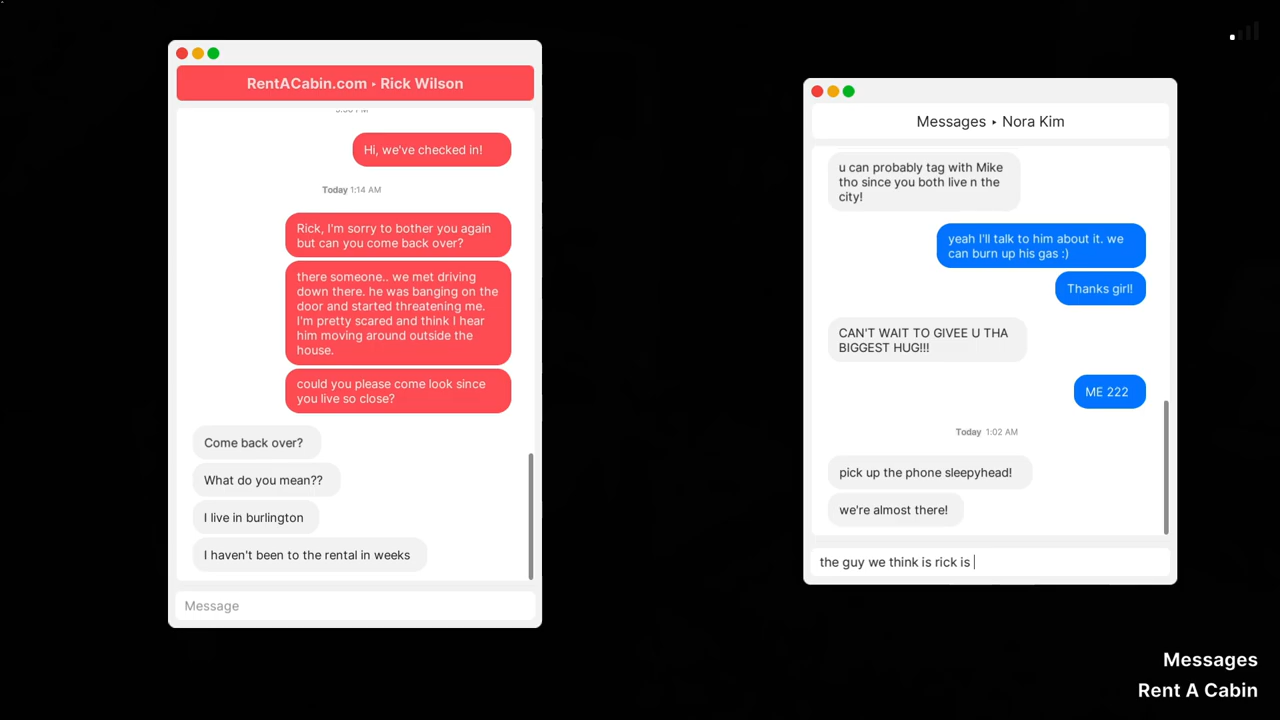 RentACabin.com ‣ Rick Wilson
Hi, we've checked in!
Today 1:14 AM
Rick, I'm sorry to bother you again
but can you come back over?
there someone.. we met driving
down there. he was banging on the
door and started threatening me.
I'm pretty scared and think I hear
him moving around outside the
house.
could you please come look since
you live so close?
Come back over?
What do you mean??
I live in burlington
I haven't been to the rental in weeks
Message
Messages ‣ Nora Kim
u can probably tag with Mike
tho since you both live n the
city!
yeah I'll talk to him about it. we
can burn up his gas :)
Thanks girl!
CAN'T WAIT TO GIVEE U THA
BIGGEST HUG!!!
ME 222
Today 1:02 AM
pick up the phone sleepyhead!
we're almost there!
the guy we think is rick is
Messages
Rent A Cabin